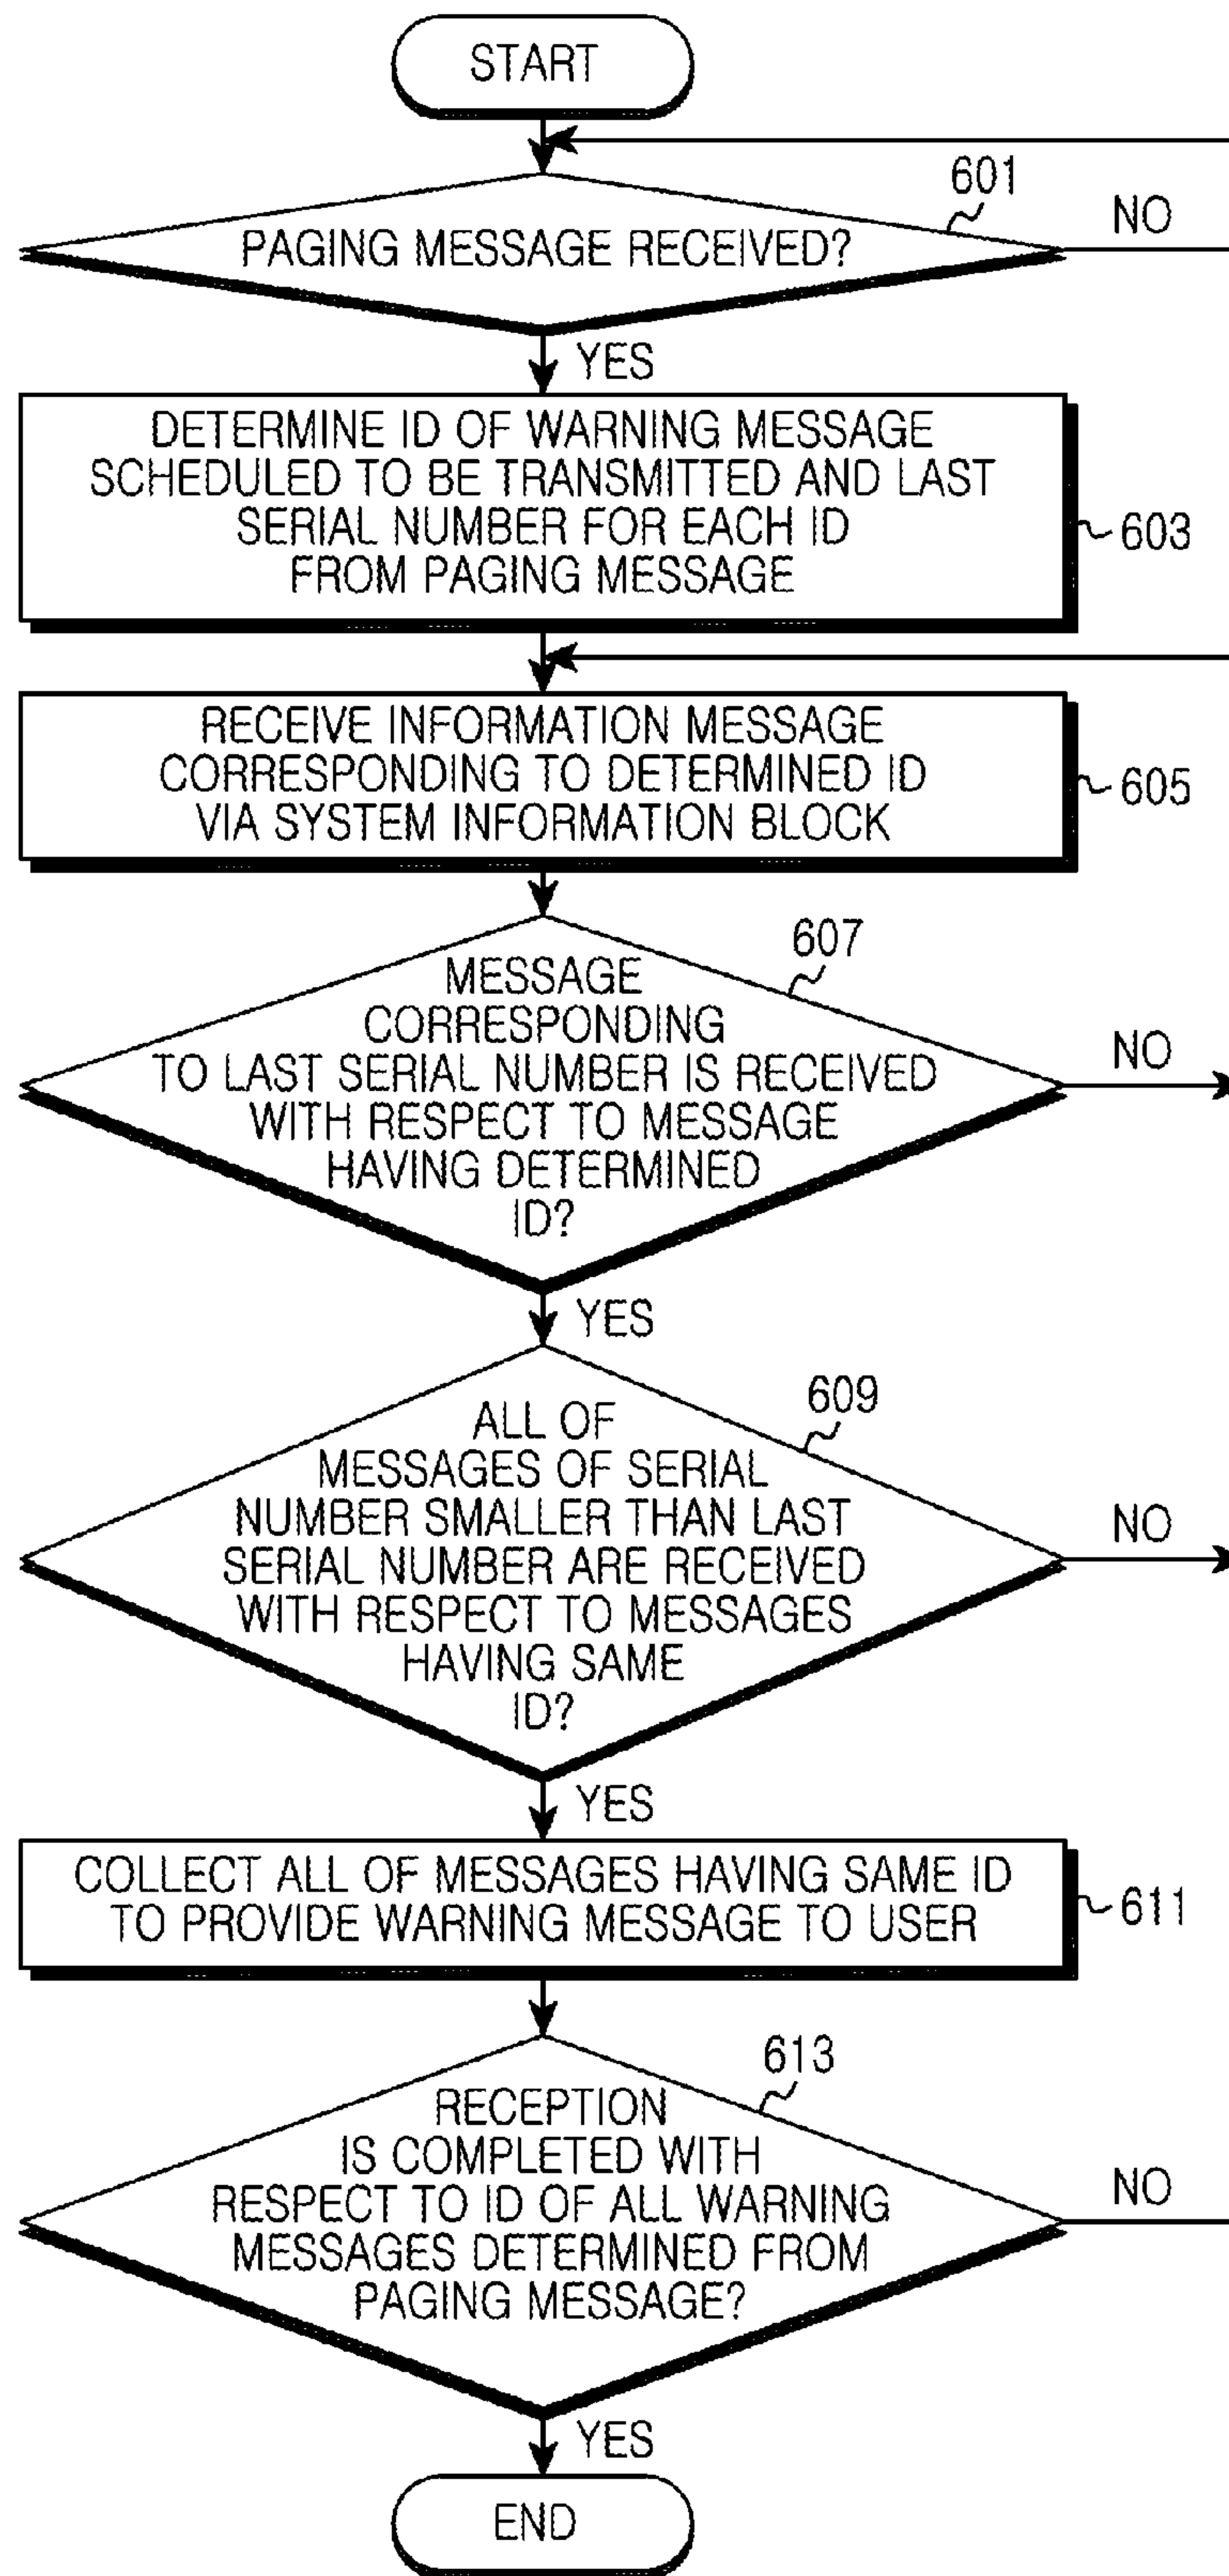 START
601
NO
PAGING MESSAGE RECEIVED?
YES
DETERMINE ID OF WARNING MESSAGE
SCHEDULED TO BE TRANSMITTED AND LAST
SERIAL NUMBER FOR EACH ID
FROM PAGING MESSAGE
603
RECEIVE INFORMATION MESSAGE
CORRESPONDING TO DETERMINED ID
VIA SYSTEM INFORMATION BLOCK
605
607
MESSAGE
CORRESPONDING
TO LAST SERIAL NUMBER IS RECEIVED
WITH RESPECT TO MESSAGE
HAVING DETERMINED
ID?
NO
YES
609
ALL OF
MESSAGES OF SERIAL
NUMBER SMALLER THAN LAST
SERIAL NUMBER ARE RECEIVED
WITH RESPECT TO MESSAGES
HAVING SAME
ID?
NO
YES
COLLECT ALL OF MESSAGES HAVING SAME ID
TO PROVIDE WARNING MESSAGE TO USER
611
613
RECEPTION
IS COMPLETED WITH
RESPECT TO ID OF ALL WARNING
MESSAGES DETERMINED FROM
PAGING MESSAGE?
NO
YES
END